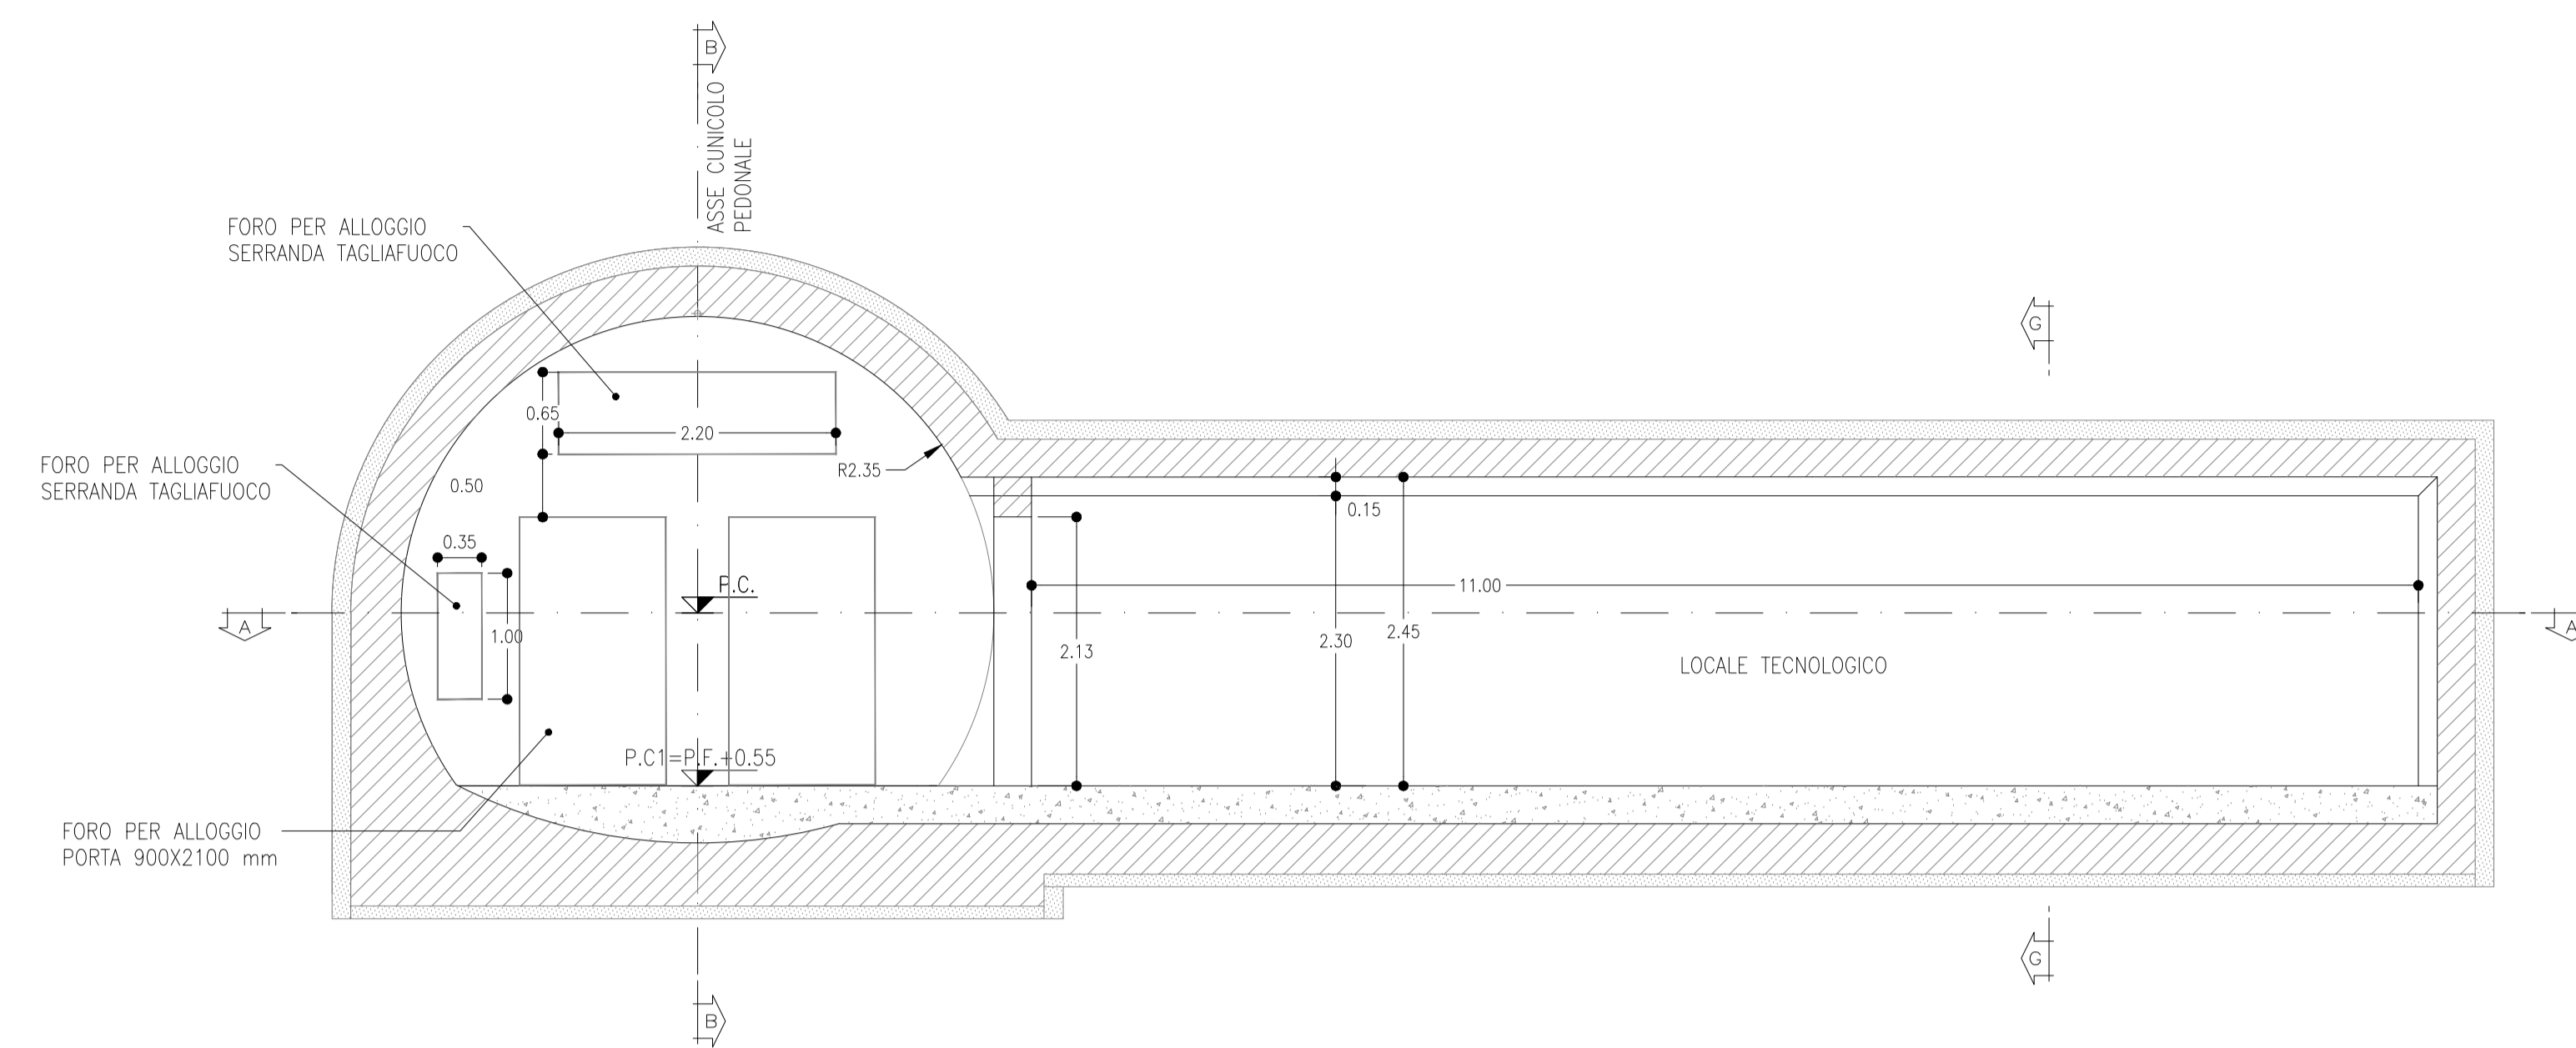 B
ASSE CUNICOLO
PEDONALE
FORO PER ALLOGGIO
SERRANDA TAGLIAFUOCO
G
0.65
2.20
FORO PER ALLOGGIO
SERRANDA TAGLIAFUOCO
R2.35
0.50
0.15
0.35
P.C.
11.00
A
A
1.00
2.13
2.30
2.45
LOCALE TECNOLOGICO
P.C1=P.F.+0.55
FORO PER ALLOGGIO
PORTA 900X2100 mm
G
B